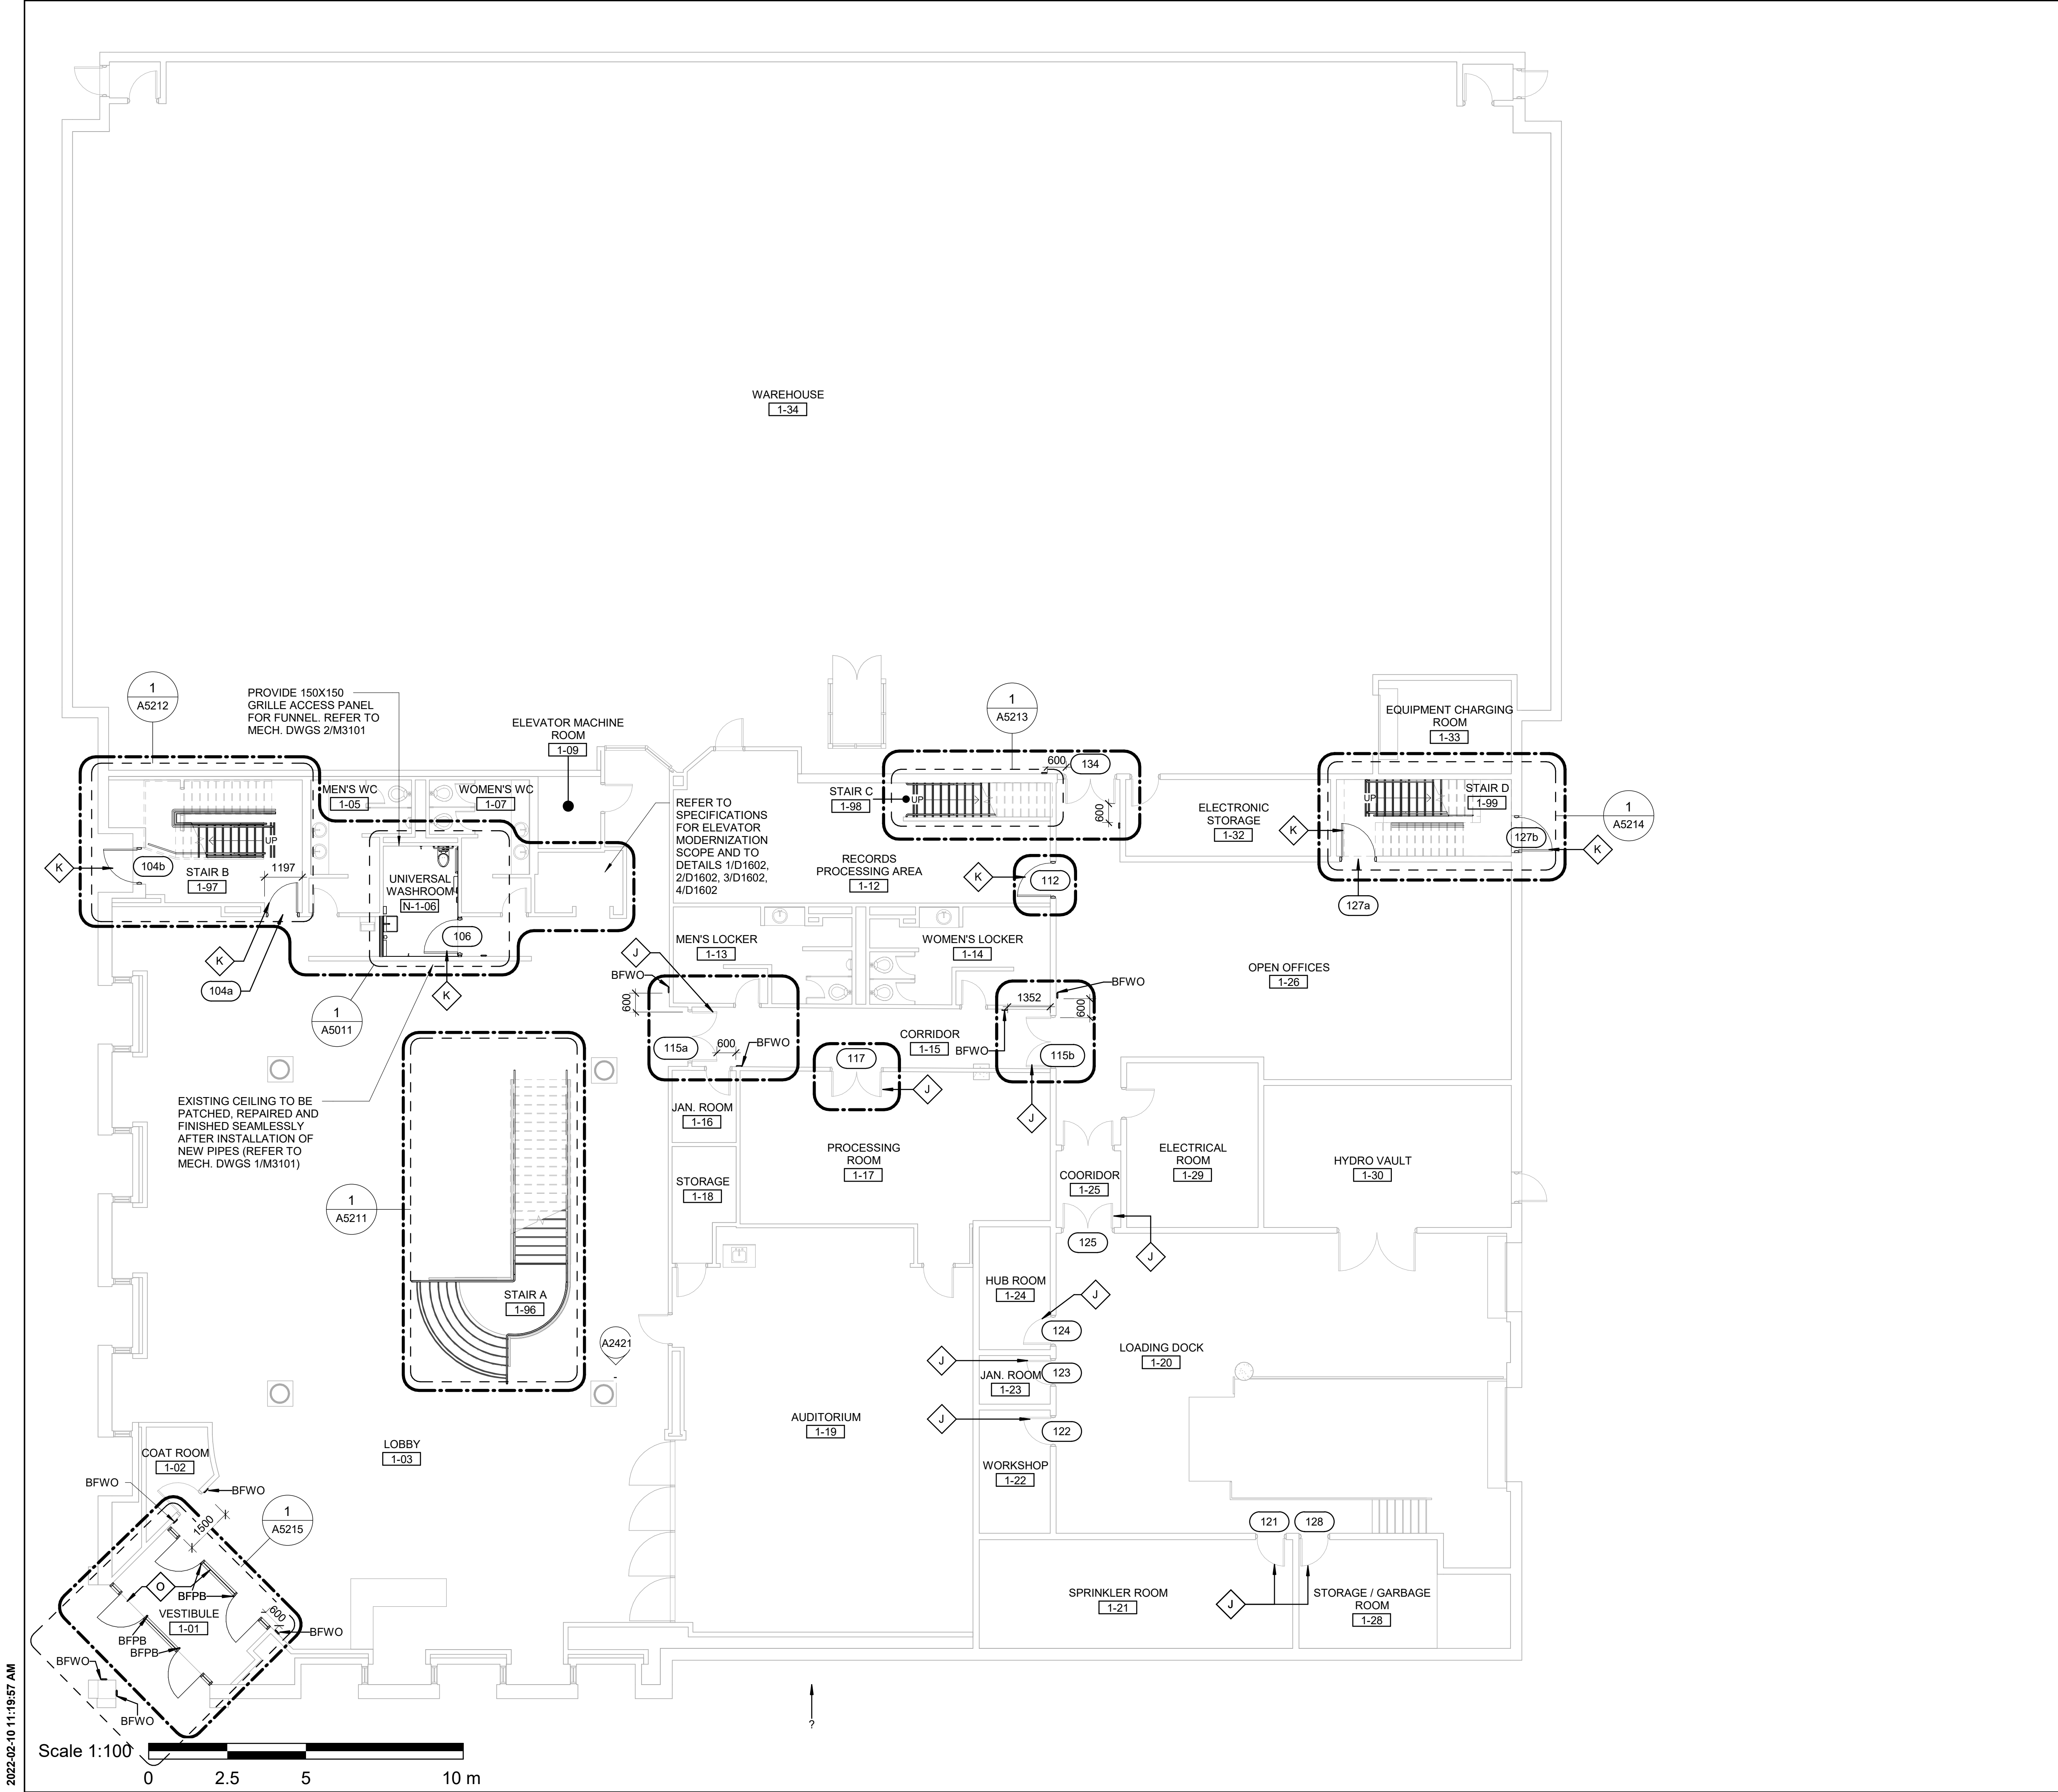 WAREHOUSE
1-34
1
A5212
PROVIDE 150X150
GRILLE ACCESS PANEL
FOR FUNNEL. REFER TO
MECH. DWGS 2/M3101
ELEVATOR MACHINE
ROOM
1-09
1
A5213
EQUIPMENT CHARGING
ROOM
1-33
MEN'S WC
1-05
WOMEN'S WC
1-07
REFER TO
SPECIFICATIONS
FOR ELEVATOR
MODERNIZATION
SCOPE AND TO
DETAILS 1/D1602,
2/D1602, 3/D1602,
4/D1602
STAIR C
1-98
UP
600
134
600
ELECTRONIC
STORAGE
1-32
UP
STAIR D
1-99
1
A5214
K
127b
K
127a
K
104b
STAIR B
1-97
UP
1197
K
104a
UNIVERSAL
WASHROOM
N-1-06
106
K
1
A5011
RECORDS
PROCESSING AREA
1-12
K
112
MEN'S LOCKER
1-13
WOMEN'S LOCKER
1-14
OPEN OFFICES
1-26
J
BFWO
600
115a
600
BFWO
117
J
CORRIDOR
1-15
BFWO
1352
600
BFWO
115b
J
EXISTING CEILING TO BE
PATCHED, REPAIRED AND
FINISHED SEAMLESSLY
AFTER INSTALLATION OF
NEW PIPES (REFER TO
MECH. DWGS 1/M3101)
JAN. ROOM
1-16
STORAGE
1-18
PROCESSING
ROOM
1-17
COORIDOR
1-25
ELECTRICAL
ROOM
1-29
HYDRO VAULT
1-30
1
A5211
125
J
STAIR A
1-96
A2421
-
HUB ROOM
1-24
J
124
J
JAN. ROOM
1-23
123
LOADING DOCK
1-20
J
122
WORKSHOP
1-22
AUDITORIUM
1-19
LOBBY
1-03
COAT ROOM
1-02
BFWO
BFWO
1500
1
A5215
O
BFPB
VESTIBULE
1-01
BFPB
BFPB
600
BFWO
BFWO
BFWO
121
128
SPRINKLER ROOM
1-21
J
STORAGE / GARBAGE
ROOM
1-28
?
Scale 1:100
0 2.5 5 10 m
2022-02-10 11:19:57 AM